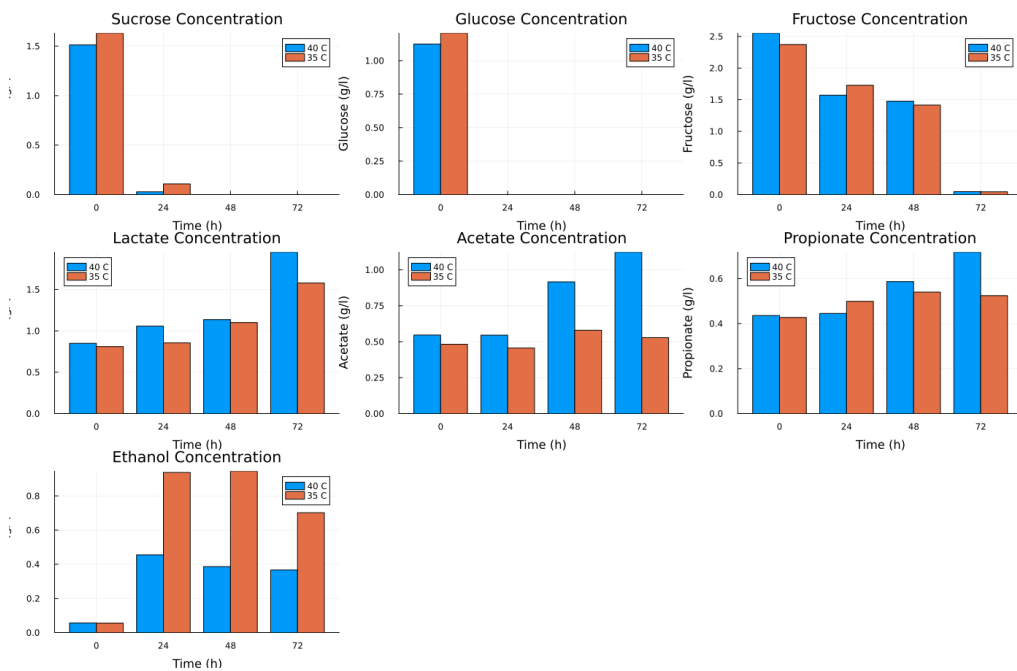 Sucrose Concentration
1.5
1.0
0.5
0.0
0
24
48
72
Time (h)
40 C
35 C
Glucose Concentration
Glucose (g/l)
1.00
0.75
0.50
0.25
0.00
0
24
48
72
Time (h)
40 C
35 C
Fructose Concentration
Fructose (g/l)
2.5
2.0
1.5
1.0
0.5
0.0
0
24
48
72
Time (h)
40 C
35 C
Lactate Concentration
1.5
1.0
0.5
0.0
0
24
48
72
Time (h)
40 C
35 C
Acetate Concentration
Acetate (g/l)
1.00
0.75
0.50
0.25
0.00
0
24
48
72
Time (h)
40 C
35 C
Propionate Concentration
Propionate (g/l)
0.6
0.4
0.2
0.0
0
24
48
72
Time (h)
40 C
35 C
Ethanol Concentration
0.8
0.6
0.4
0.2
0.0
0
24
48
72
Time (h)
40 C
35 C